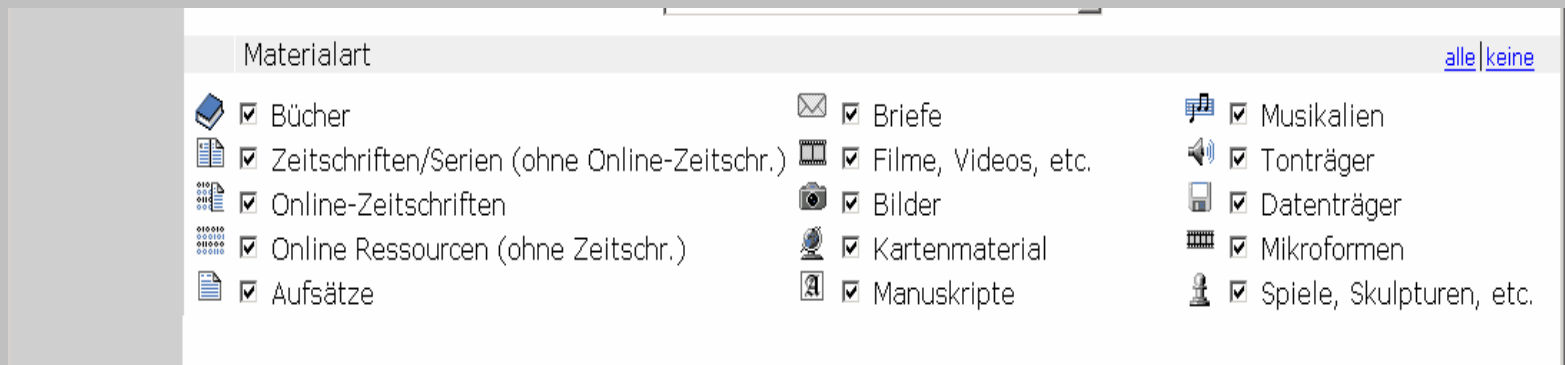 Materialart
alle|keine
Bücher
Zeitschriften/Serien (ohne Online-Zeitschr.)
Online-Zeitschriften
Online Ressourcen (ohne Zeitschr.)
Aufsätze
Briefe
Filme, Videos, etc.
Bilder
Kartenmaterial
Manuskripte
Musikalien
Tonträger
Datenträger
Mikroformen
Spiele, Skulpturen, etc.